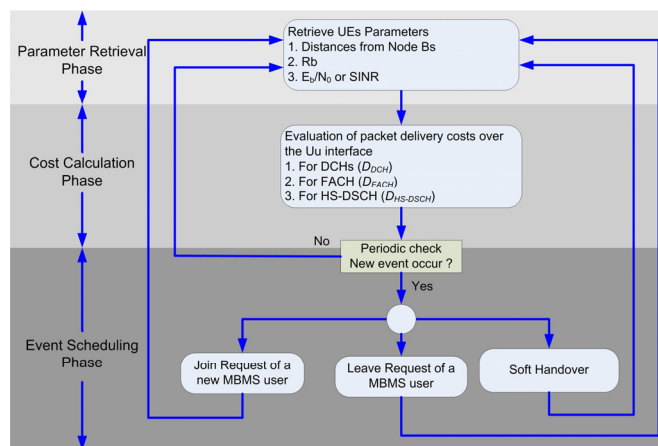 Parameter Retrieval
Phase
Retrieve UEs Parameters
1. Distances from Node Bs
2. Rb
3. Eb/N0 or SINR
Cost Calculation
Phase
Evaluation of packet delivery costs over
the Uu interface
1. For DCHs (DDCH)
2. For FACH (DFACH)
3. For HS-DSCH (DHS-DSCH)
No
Periodic check
New event occur ?
Yes
Event Scheduling
Phase
Join Request of a
new MBMS user
Leave Request of a
MBMS user
Soft Handover